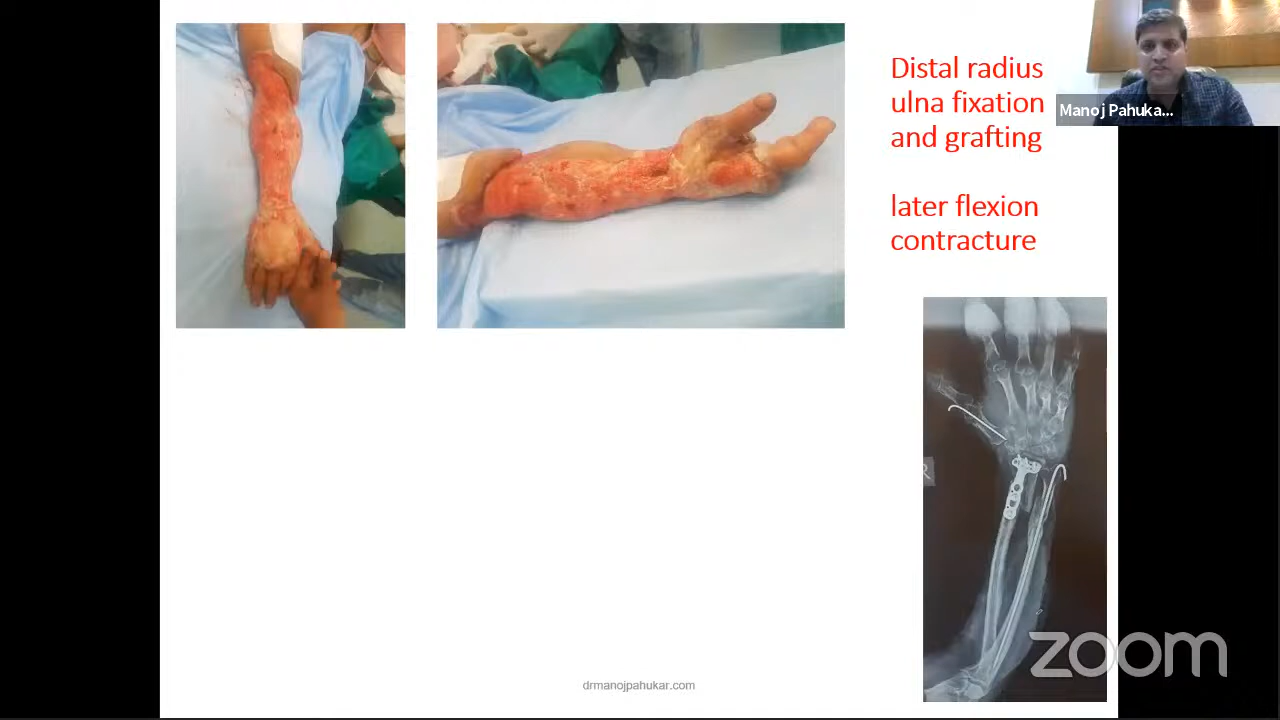 Distal radius
ulna fixation
and grafting
later flexion
contracture
Manoj Pahuka...
R
zoom
drmanojpahukar.com